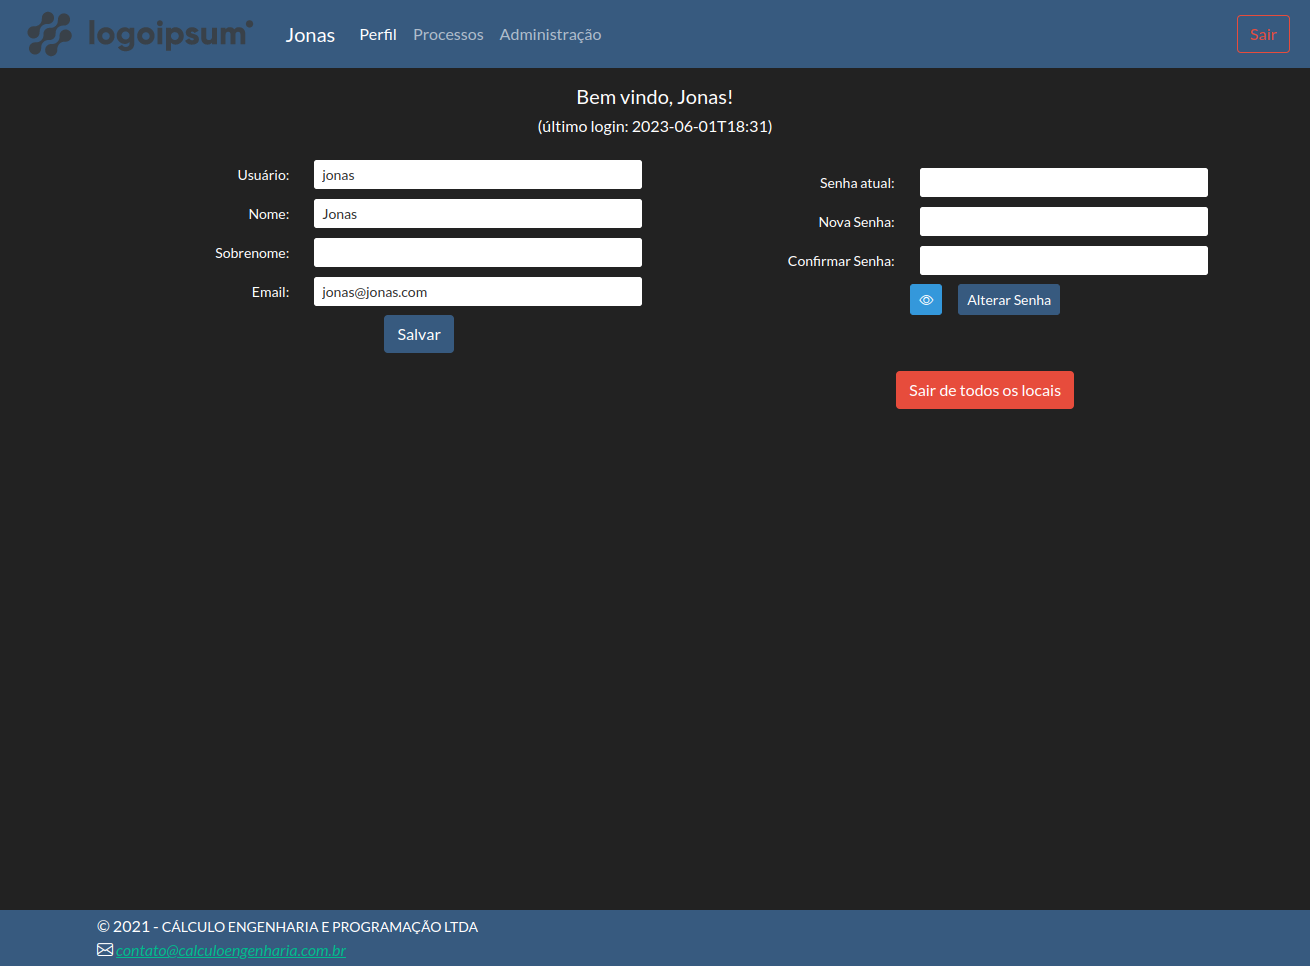 logoipsum Jonas Perfil Processos Administração Sair
Bem vindo, Jonas!
(último login: 2023-06-01T18:31)
Usuário: jonas
Nome: Jonas
Sobrenome:
Email: jonas@jonas.com
Salvar
Senha atual:
Nova Senha:
Confirmar Senha:
Alterar Senha
Sair de todos os locais
© 2021 - CÁLCULO ENGENHARIA E PROGRAMAÇÃO LTDA
contato@calculoengenharia.com.br